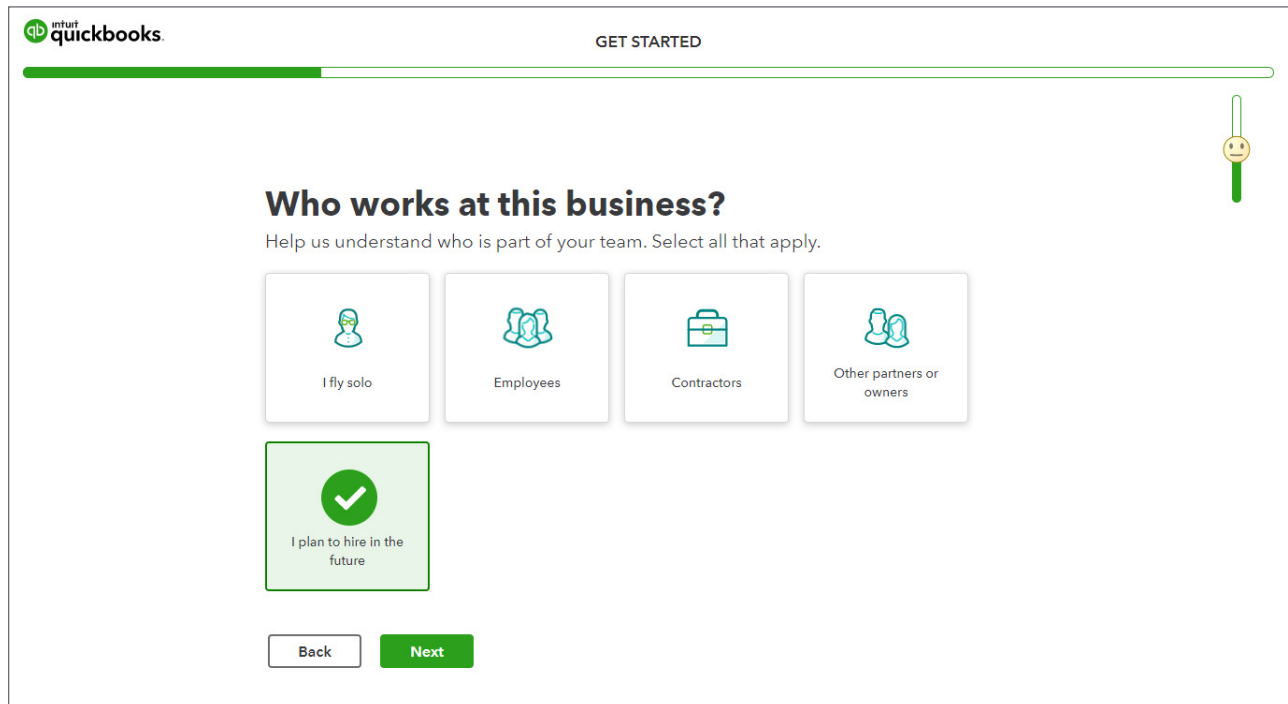 intuit
quickbooks.
GET STARTED
Who works at this business?
Help us understand who is part of your team. Select all that apply.
I fly solo
Employees
Contractors
Other partners or
owners
I plan to hire in the
future
Back
Next